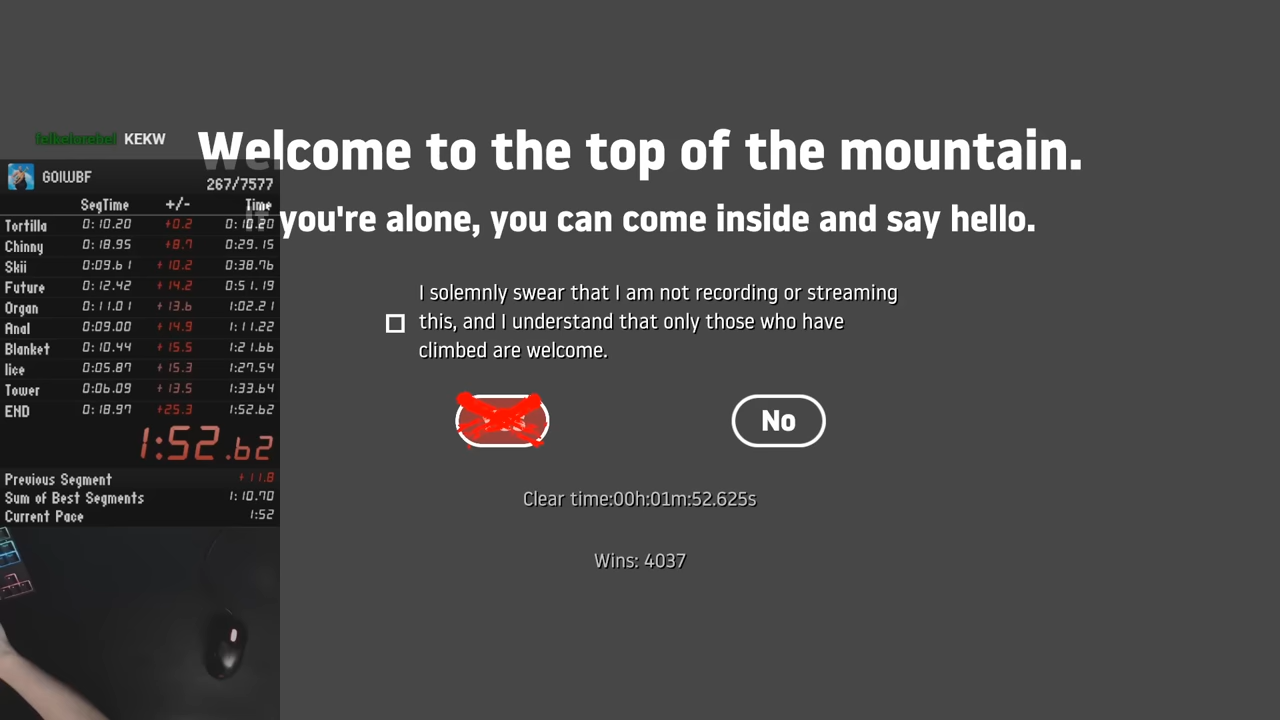 felkelorebel KEKW
Welcome to the top of the mountain.
GOIWBF
267/7577
SegTime +/- Time
you're alone, you can come inside and say hello.
Tortilla 0:10.20 +0.2 0:10.20
Chinny 0:18.95 +8.7 0:29.15
Skii 0:09.61 +10.2 0:38.76
Future 0:12.42 +14.2 0:51.19
Organ 0:11.01 +13.6 1:02.21
Anal 0:09.00 +14.9 1:11.22
Blanket 0:10.44 +15.5 1:21.66
Iice 0:05.87 +15.3 1:27.54
Tower 0:06.09 +13.5 1:33.64
END 0:18.97 +25.3 1:52.62
1:52.62
Previous Segment +11.8
Sum of Best Segments 1:10.70
Current Pace 1:52
I solemnly swear that I am not recording or streaming
this, and I understand that only those who have
climbed are welcome.
No
Clear time:00h:01m:52.625s
Wins: 4037